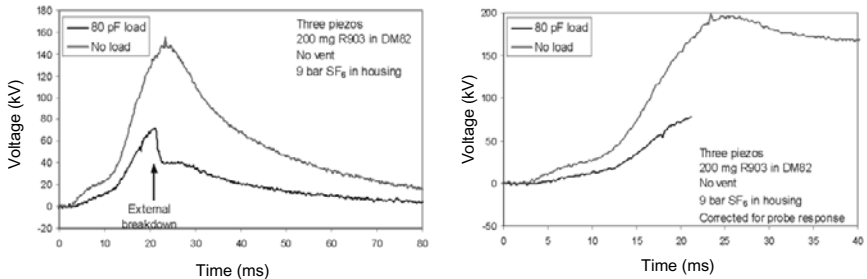 80 pF load
No load
Three piezos
200 mg R903 in DM82
No vent
9 bar SF₆ in housing
External
breakdown
Voltage (kV)
180
160
140
120
100
80
60
40
20
0
-20
0
10
20
30
40
50
60
70
80
Time (ms)
80 pF load
No load
Three piezos
200 mg R903 in DM82
No vent
9 bar SF₆ in housing
Corrected for probe response
Voltage (kV)
200
150
100
50
0
-50
0
5
10
15
20
25
30
35
40
Time (ms)